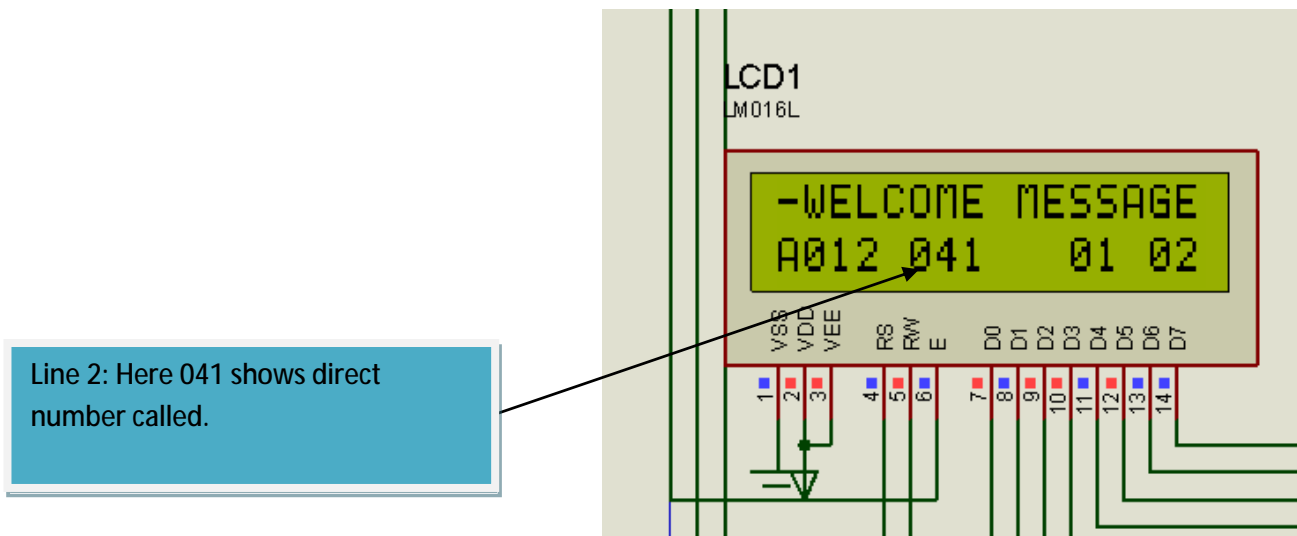 LCD1
LM016L
-WELCOME MESSAGE
A012 041 01 02
VSS VDD VEE RS RW E D0 D1 D2 D3 D4 D5 D6 D7
1 2 3 4 5 6 7 8 9 10 11 12 13 14
Line 2: Here 041 shows direct
number called.